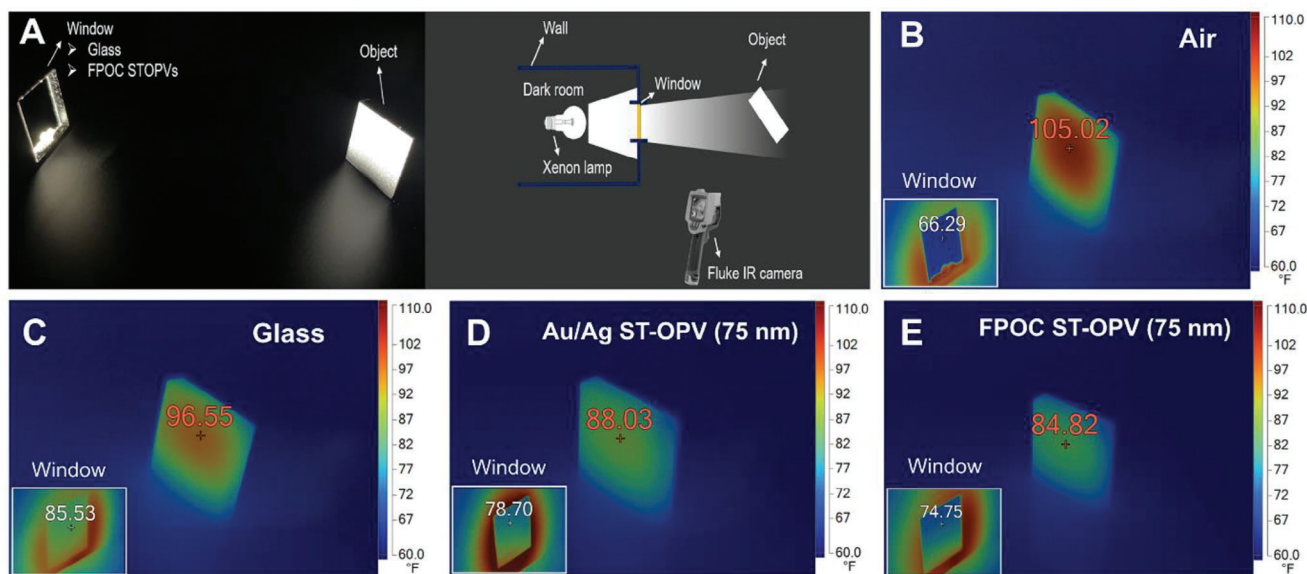 A
Window
➢ Glass
➢ FPOC STOPVs
Object
Wall
Object
Dark room
Window
Xenon lamp
Fluke IR camera
B
Air
105.02
Window
66.29
110.0
102
97
92
87
82
78
72
67
60.0
°F
C
Glass
96.55
Window
85.53
110.0
102
97
92
87
82
78
72
67
60.0
°F
D
Au/Ag ST-OPV (75 nm)
88.03
Window
78.70
110.0
102
97
92
87
82
78
72
67
60.0
°F
E
FPOC ST-OPV (75 nm)
84.82
Window
74.75
110.0
102
97
92
87
82
78
72
67
60.0
°F